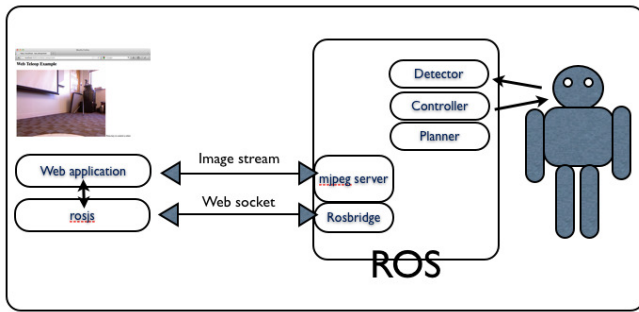 Web Teleop Example
Detector
Controller
Planner
Web application
Image stream
mjpeg server
rosjs
Web socket
Rosbridge
ROS